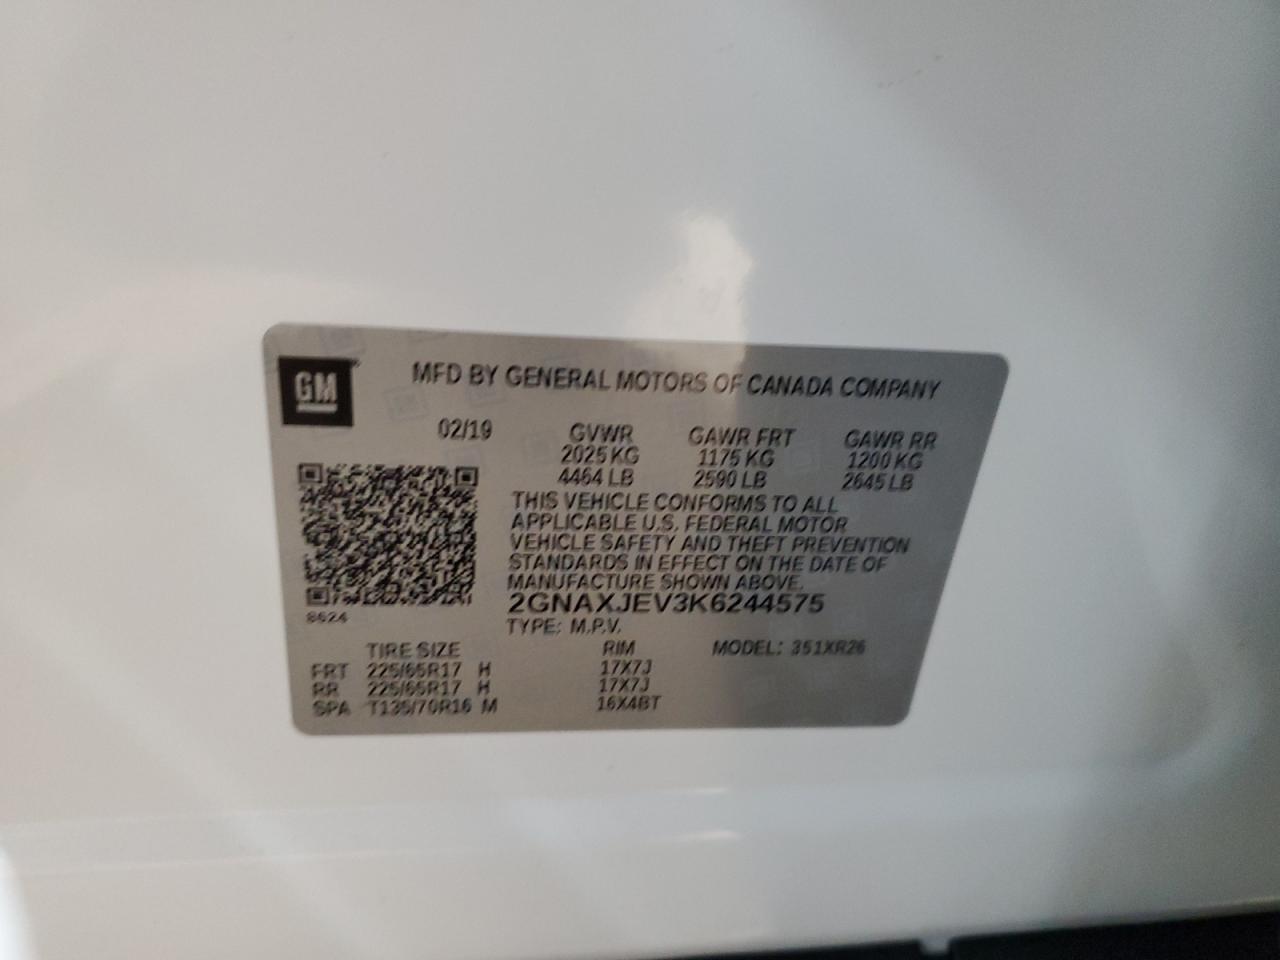 GM
MFD BY GENERAL MOTORS OF CANADA COMPANY
02/19 GVWR GAWR FRT GAWR RR
2025 KG 1175 KG 1200 KG
4464 LB 2590 LB 2645 LB
THIS VEHICLE CONFORMS TO ALL
APPLICABLE U.S. FEDERAL MOTOR
VEHICLE SAFETY AND THEFT PREVENTION
STANDARDS IN EFFECT ON THE DATE OF
MANUFACTURE SHOWN ABOVE.
2GNAXJEV3K6244575
8624
TYPE: M.P.V.
TIRE SIZE RIM MODEL: 351XR26
FRT 225/65R17 H 17X7J
RR 225/65R17 H 17X7J
SPA T135/70R16 M 16X4BT